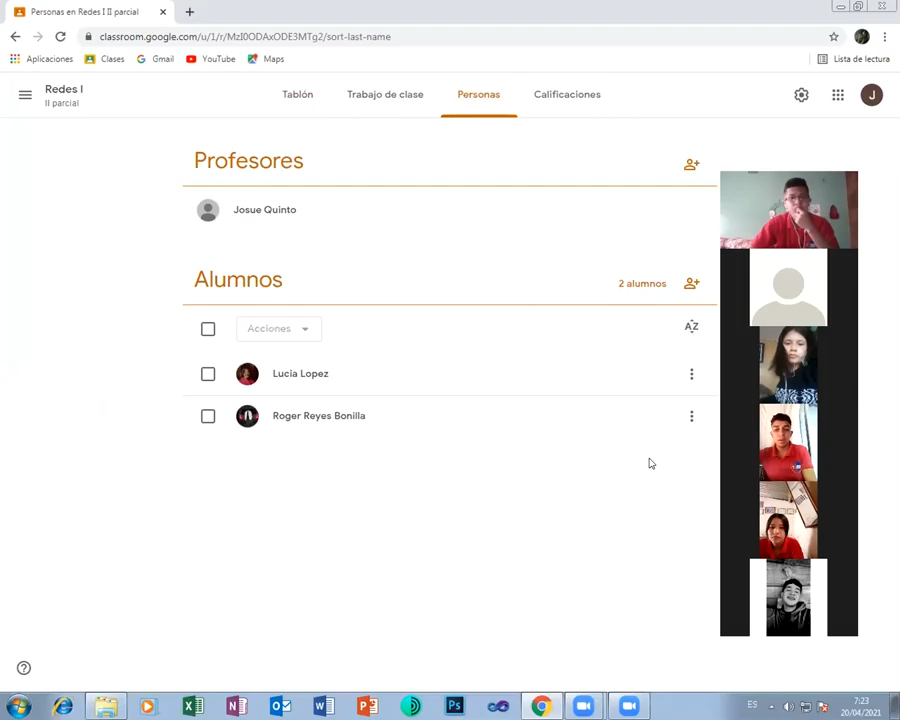 Personas en Redes I II parcial
classroom.google.com/u/1/r/MzI0ODAxODE3MTg2/sort-last-name
Aplicaciones Clases Gmail YouTube Maps Lista de lectura
Redes I
II parcial
Tablón Trabajo de clase Personas Calificaciones
J
Profesores
Josue Quinto
Alumnos
2 alumnos
Acciones
AZ
Lucia Lopez
Roger Reyes Bonilla
ES
7:23
20/04/2021